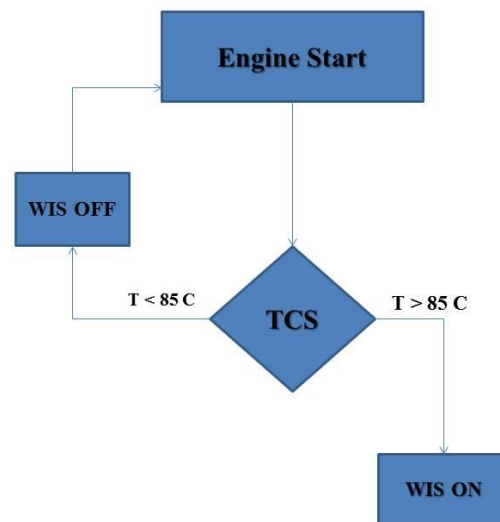 Engine Start
WIS OFF
T < 85 C
TCS
T > 85 C
WIS ON